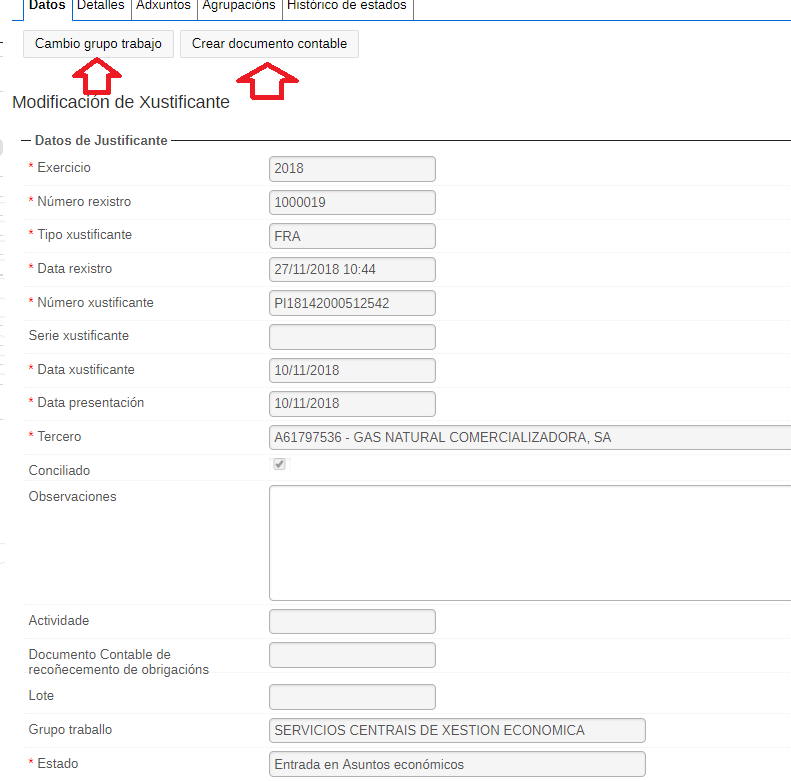 Datos Detalles Adxuntos Agrupacións Histórico de estados
Cambio grupo trabajo Crear documento contable
Modificación de Xustificante
Datos de Justificante
* Exercicio 2018
* Número rexistro 1000019
* Tipo xustificante FRA
* Data rexistro 27/11/2018 10:44
* Número xustificante PI18142000512542
Serie xustificante
* Data xustificante 10/11/2018
* Data presentación 10/11/2018
* Tercero A61797536 - GAS NATURAL COMERCIALIZADORA, SA
Conciliado
Observaciones
Actividade
Documento Contable de
recoñecemento de obrigacións
Lote
Grupo traballo SERVICIOS CENTRAIS DE XESTION ECONOMICA
* Estado Entrada en Asuntos económicos